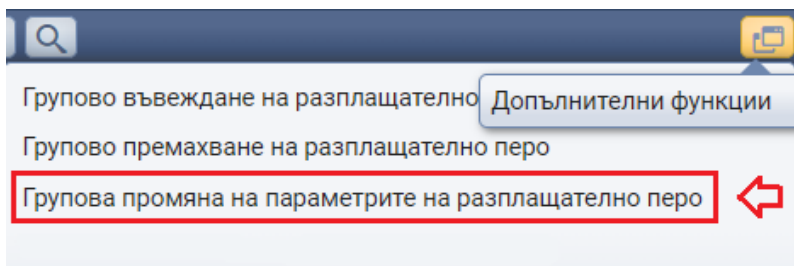 Групово въвеждане на разплащателно
Допълнителни функции
Групово премахване на разплащателно перо
Групова промяна на параметрите на разплащателно перо